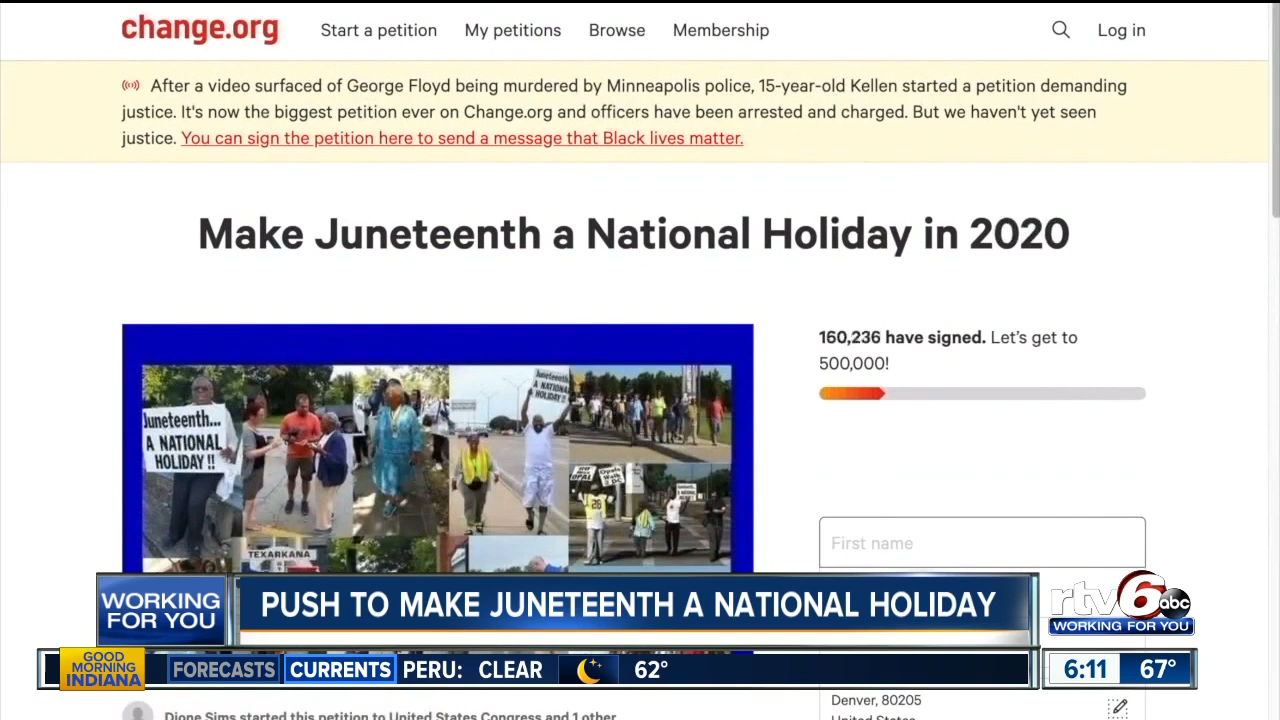 change.org
Start a petition
My petitions
Browse
Membership
Log in
After a video surfaced of George Floyd being murdered by Minneapolis police, 15-year-old Kellen started a petition demanding
justice. It's now the biggest petition ever on Change.org and officers have been arrested and charged. But we haven't yet seen
justice. You can sign the petition here to send a message that Black lives matter.
Make Juneteenth a National Holiday in 2020
160,236 have signed. Let's get to
500,000!
Juneteenth...
A NATIONAL
HOLIDAY !!
Juneteenth
A NATIONAL
HOLIDAY !!
TEXARKANA
26
First name
WORKING
FOR YOU
PUSH TO MAKE JUNETEENTH A NATIONAL HOLIDAY
rtv6 abc
WORKING FOR YOU
GOOD
MORNING
INDIANA
FORECASTS
CURRENTS
PERU: CLEAR
62°
6:11
67°
Denver, 80205
United States
Dione Sims started this petition to United States Congress and 1 other